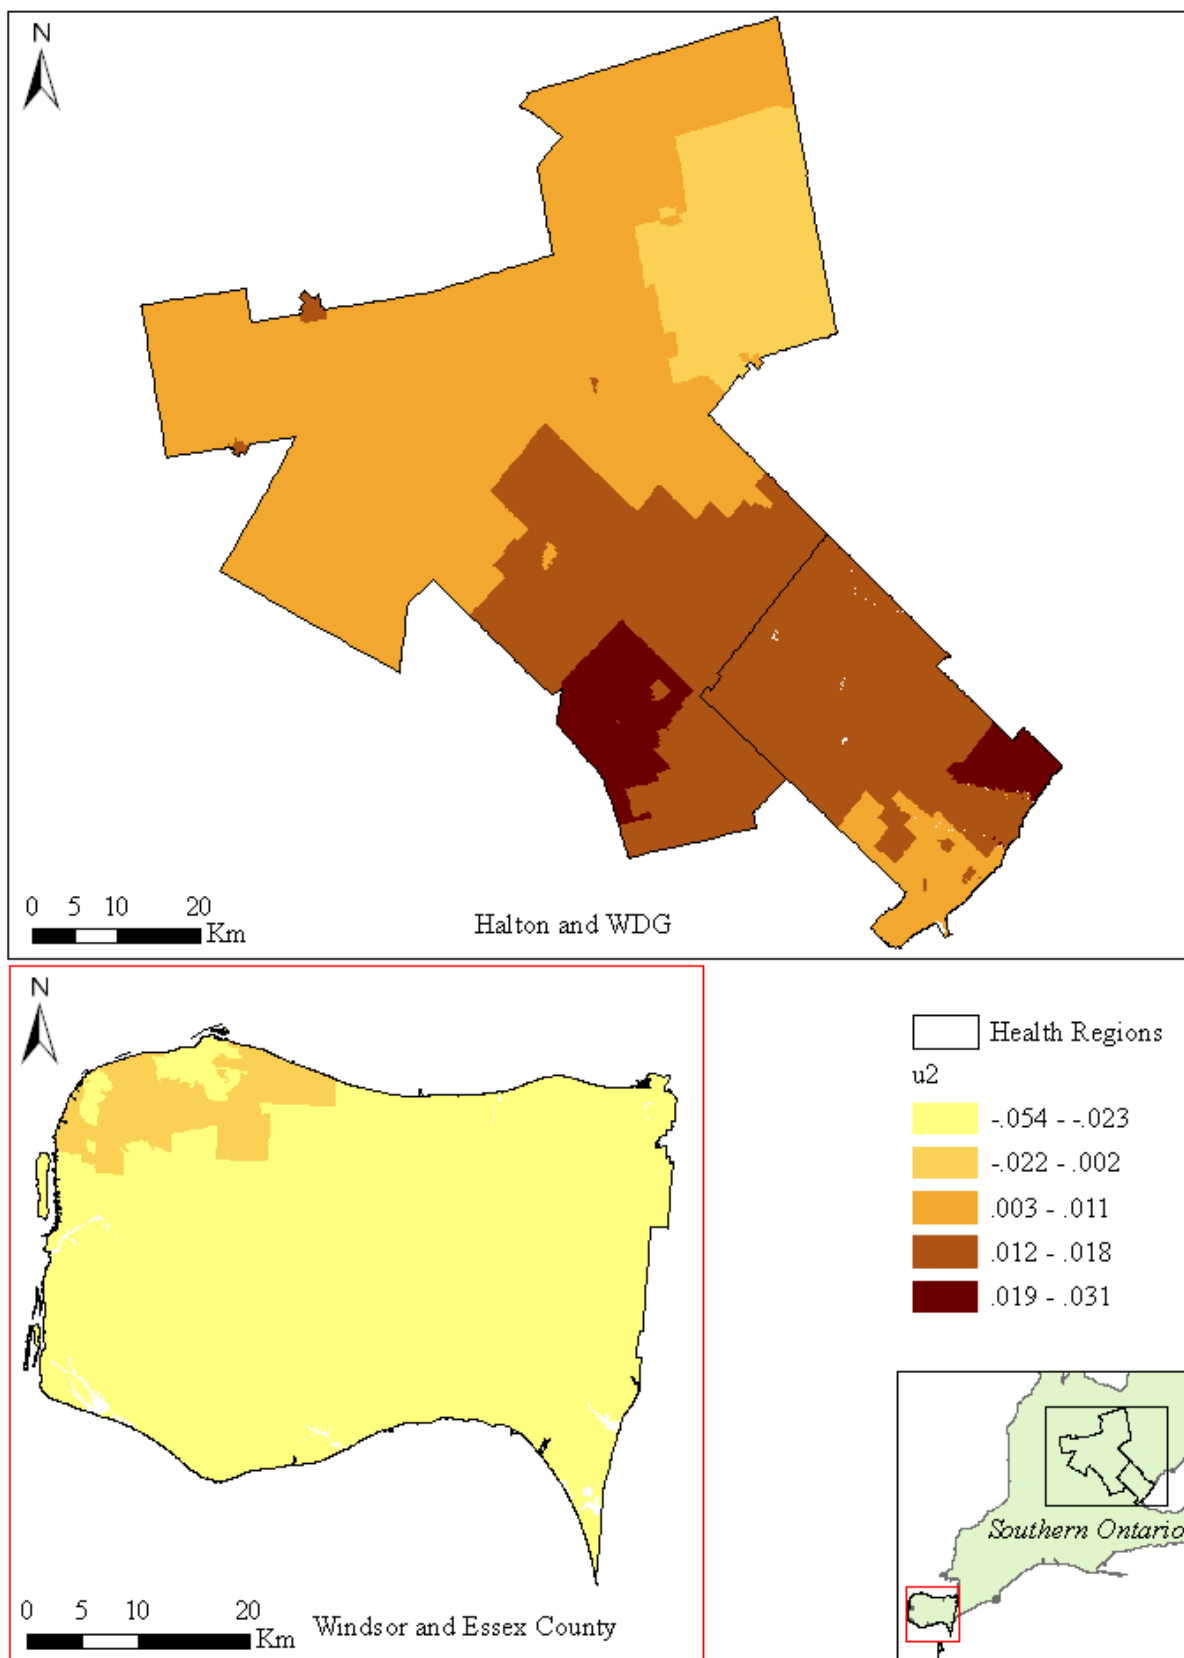 N
0 5 10 20
Km
Halton and WDG
N
Health Regions
u2
-.054 - -.023
-.022 - .002
.003 - .011
.012 - .018
.019 - .031
Southern Ontario
0 5 10 20
Km
Windsor and Essex County